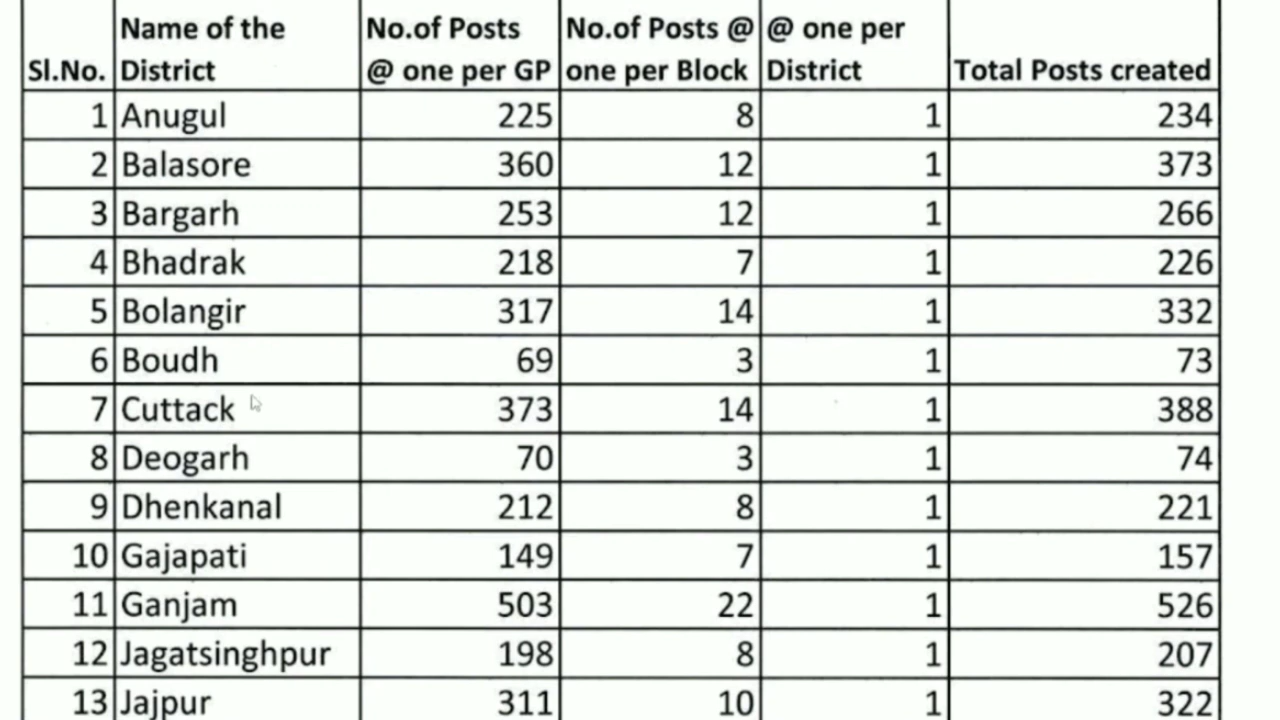 Sl.No. Name of the District No.of Posts @ one per GP No.of Posts @ one per Block @ one per District Total Posts created
1 Anugul 225 8 1 234
2 Balasore 360 12 1 373
3 Bargarh 253 12 1 266
4 Bhadrak 218 7 1 226
5 Bolangir 317 14 1 332
6 Boudh 69 3 1 73
7 Cuttack 373 14 1 388
8 Deogarh 70 3 1 74
9 Dhenkanal 212 8 1 221
10 Gajapati 149 7 1 157
11 Ganjam 503 22 1 526
12 Jagatsinghpur 198 8 1 207
13 Jajpur 311 10 1 322